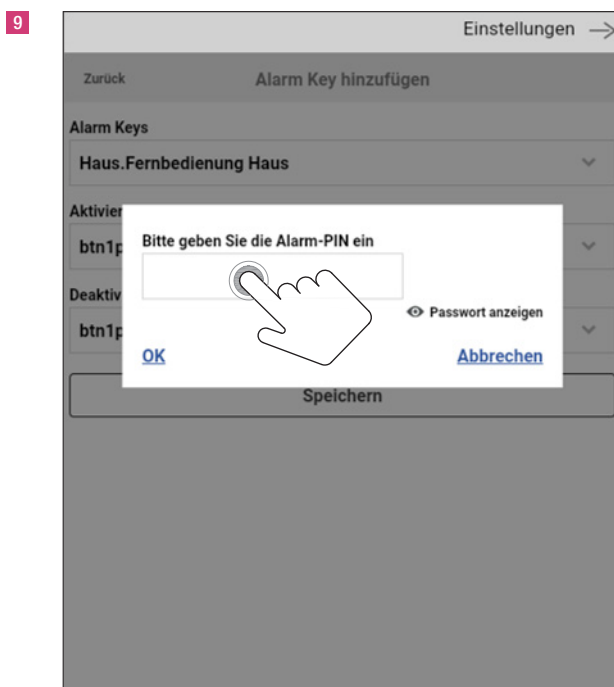 9
Einstellungen
Zurück Alarm Key hinzufügen
Alarm Keys
Haus.Fernbedienung Haus
Aktivier
Bitte geben Sie die Alarm-PIN ein
btn1p
Deaktiv
Passwort anzeigen
btn1p
OK Abbrechen
Speichern